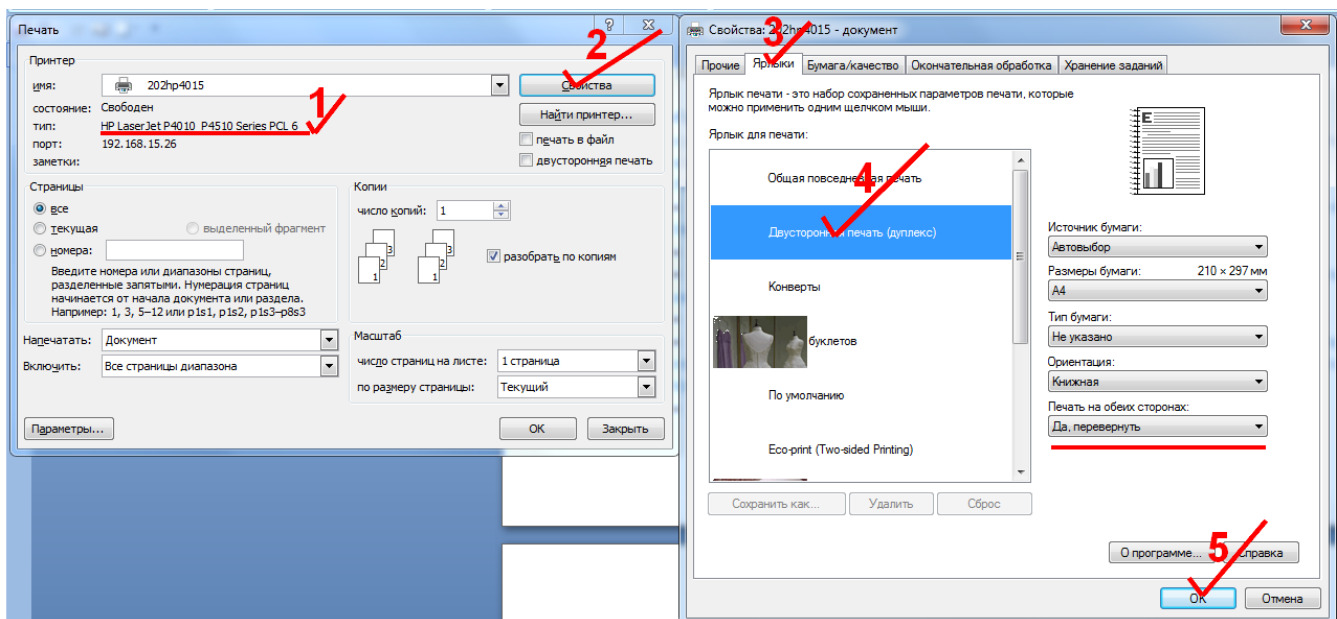 Печать
Принтер
имя: 202hp4015
Свойства
2
состояние: Свободен
Найти принтер...
тип: HP LaserJet P4010 P4510 Series PCL 6
1
порт: 192.168.15.26
печать в файл
заметки:
двусторонняя печать
Страницы
все
текущая
выделенный фрагмент
номера:
Введите номера или диапазоны страниц,
разделенные запятыми. Нумерация страниц
начинается от начала документа или раздела.
Например: 1, 3, 5–12 или p1s1, p1s2, p1s3–p8s3
Копии
число копий: 1
3
2
1
3
2
1
разобрать по копиям
Напечатать: Документ
Включить: Все страницы диапазона
Масштаб
число страниц на листе: 1 страница
по размеру страницы: Текущий
Параметры...
ОК
Закрыть
Свойства: 202hp4015 - документ
3
Прочие
Ярлыки
Бумага/качество
Окончательная обработка
Хранение заданий
Ярлык печати - это набор сохраненных параметров печати, которые
можно применить одним щелчком мыши.
Ярлык для печати:
Общая повседневная печать
4
Двусторонняя печать (дуплекс)
Конверты
буклетов
По умолчанию
Eco-print (Two-sided Printing)
Сохранить как...
Удалить
Сброс
E
Источник бумаги:
Автовыбор
Размеры бумаги: 210 × 297 мм
A4
Тип бумаги:
Не указано
Ориентация:
Книжная
Печать на обеих сторонах:
Да, перевернуть
О программе...
5
Справка
ОК
Отмена